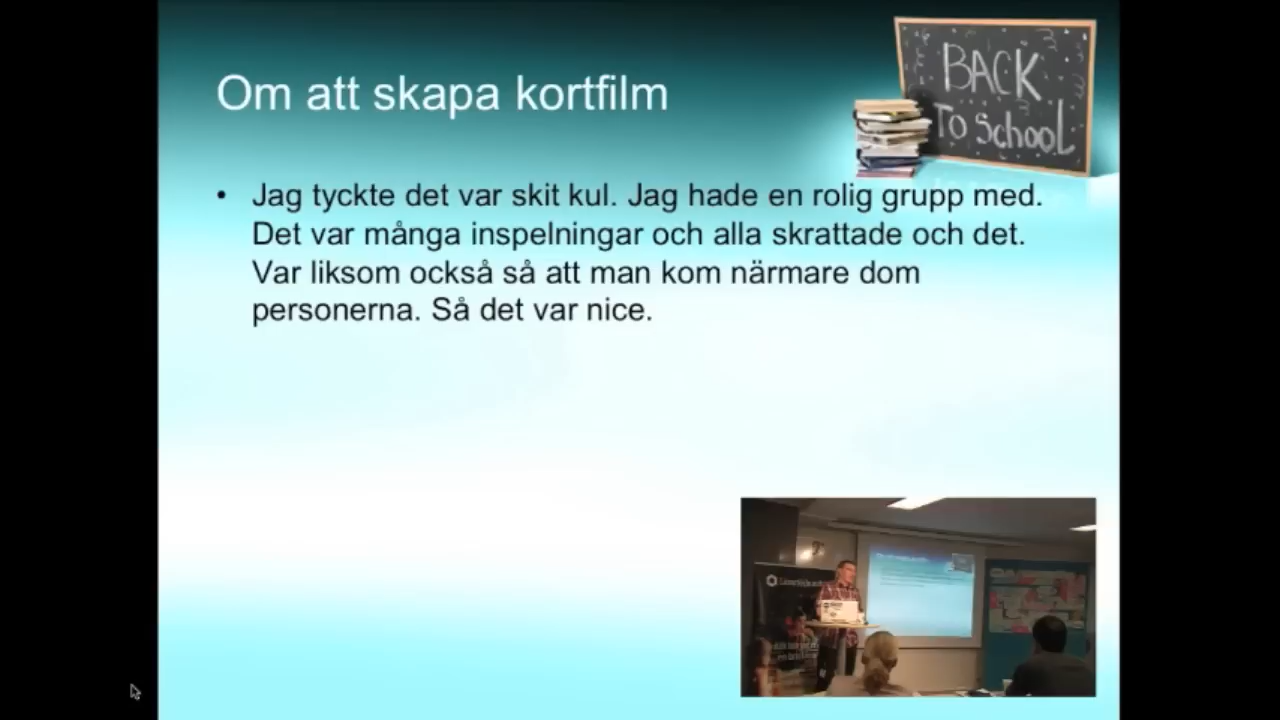 Om att skapa kortfilm
BACK
To School
• Jag tyckte det var skit kul. Jag hade en rolig grupp med.
Det var många inspelningar och alla skrattade och det.
Var liksom också så att man kom närmare dom
personerna. Så det var nice.